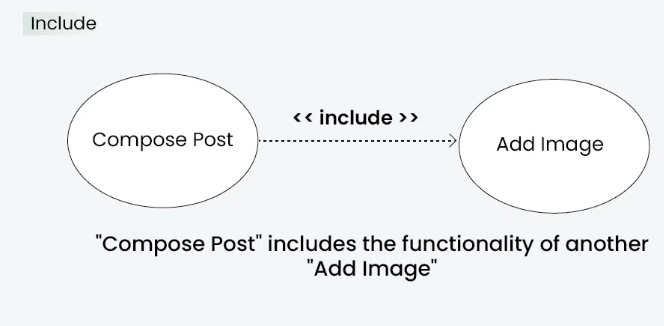 Include
<< include >>
Compose Post
Add Image
"Compose Post" includes the functionality of another
"Add Image"